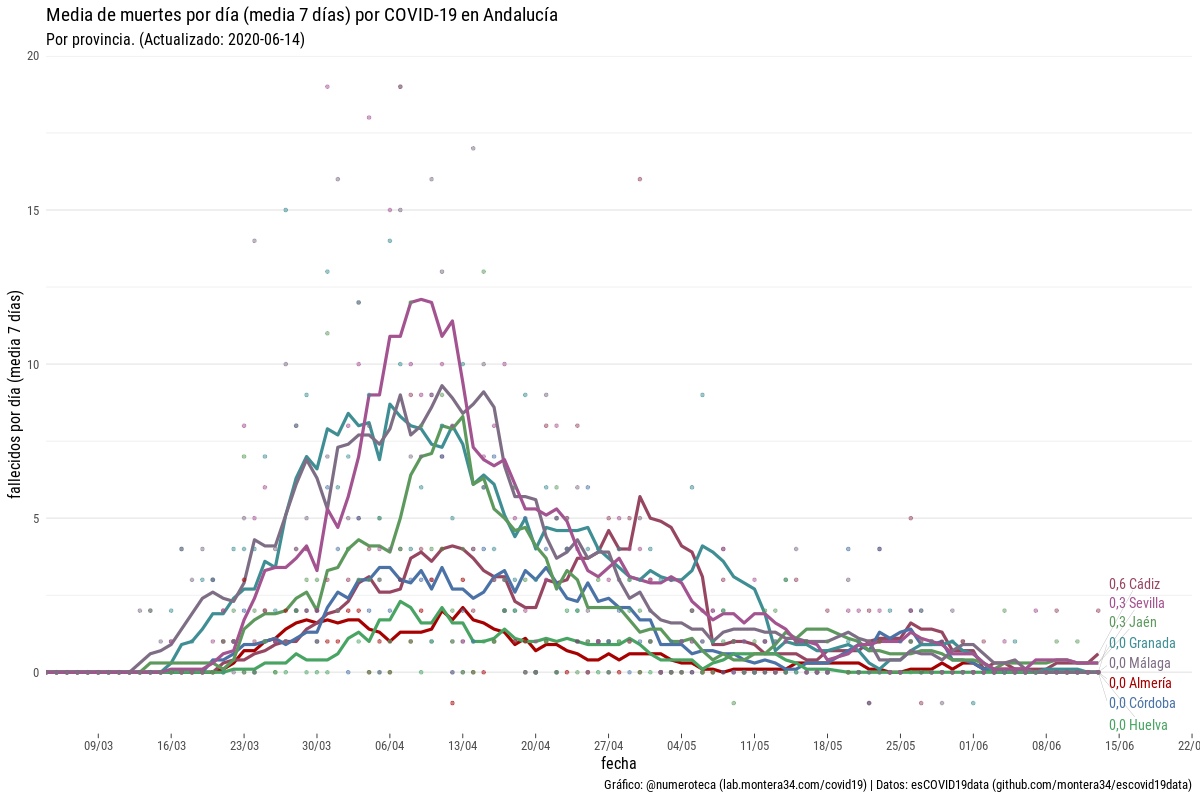 Media de muertes por día (media 7 días) por COVID-19 en Andalucía
Por provincia. (Actualizado: 2020-06-14)
fallecidos por día (media 7 días)
20
15
10
5
0
0,6 Cádiz
0,3 Sevilla
0,3 Jaén
0,0 Granada
0,0 Málaga
0,0 Almería
0,0 Córdoba
0,0 Huelva
09/03 16/03 23/03 30/03 06/04 13/04 20/04 27/04 04/05 11/05 18/05 25/05 01/06 08/06 15/06 22/0
fecha
Gráfico: @numeroteca (lab.montera34.com/covid19) | Datos: esCOVID19data (github.com/montera34/escovid19data)